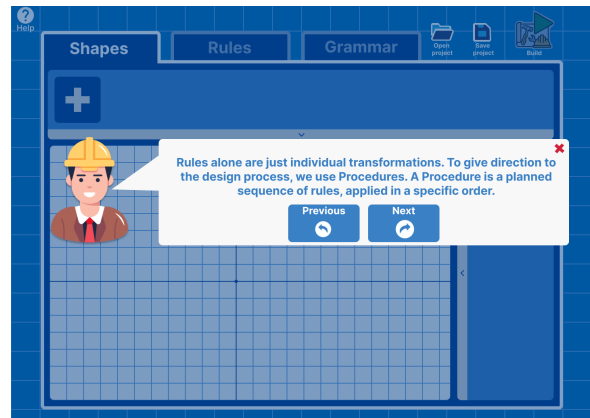 Help
Shapes
Rules
Grammar
Open
project
Save
project
Build
Rules alone are just individual transformations. To give direction to
the design process, we use Procedures. A Procedure is a planned
sequence of rules, applied in a specific order.
Previous
Next